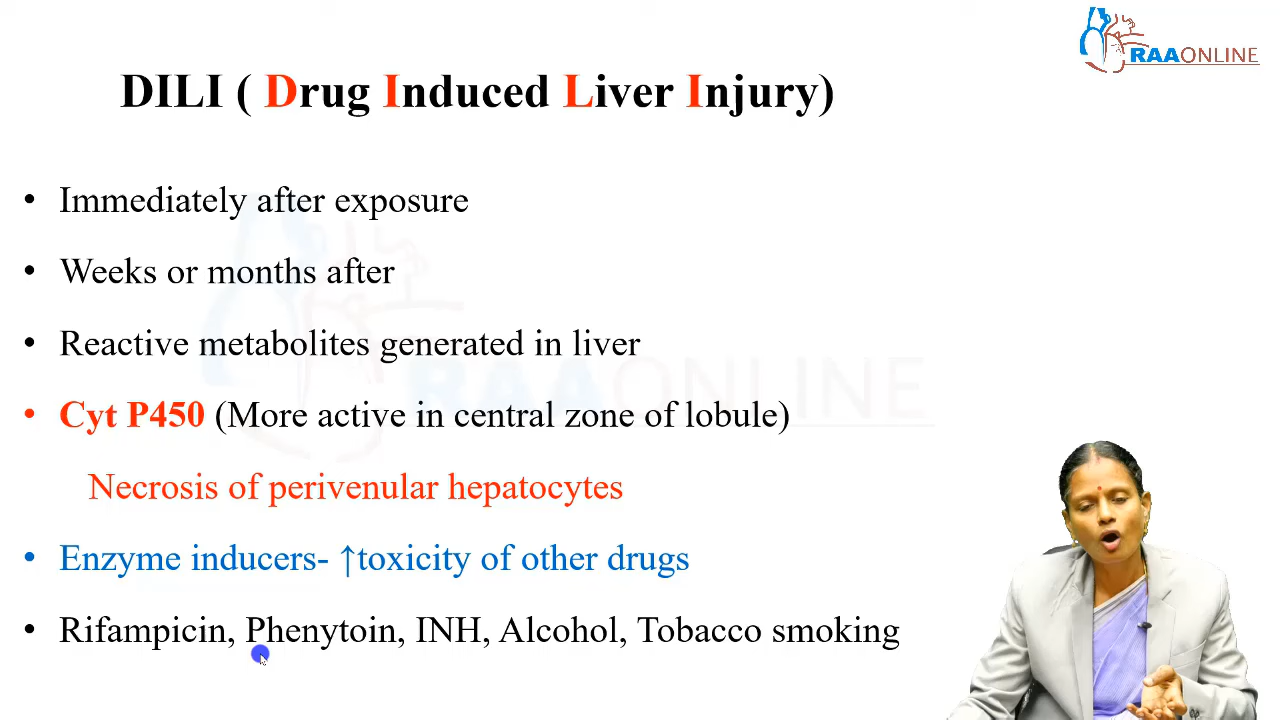 RAAONLINE
DILI ( Drug Induced Liver Injury)
• Immediately after exposure
• Weeks or months after
• Reactive metabolites generated in liver
RAAONLINE
• Cyt P450 (More active in central zone of lobule)
Necrosis of perivenular hepatocytes
• Enzyme inducers- ↑toxicity of other drugs
• Rifampicin, Phenytoin, INH, Alcohol, Tobacco smoking